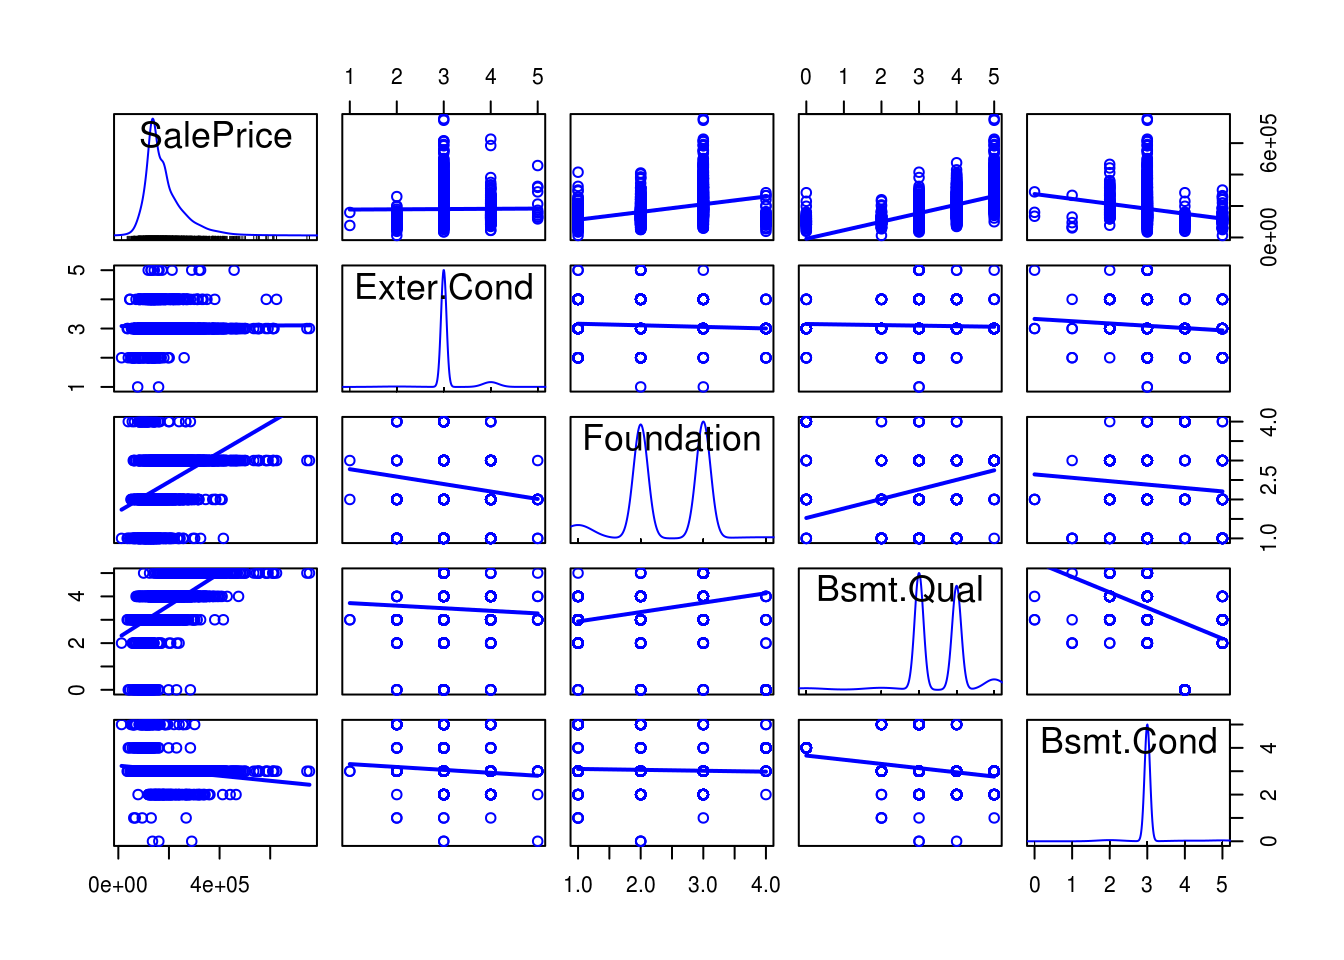 1 2 3 4 5
0 1 2 3 4 5
SalePrice
0e+00 6e+05
1 3 5
Exter.Cond
Foundation
1.0 2.5 4.0
0 2 4
Bsmt.Qual
Bsmt.Cond
0 2 4
0e+00 4e+05
1.0 2.0 3.0 4.0
0 1 2 3 4 5